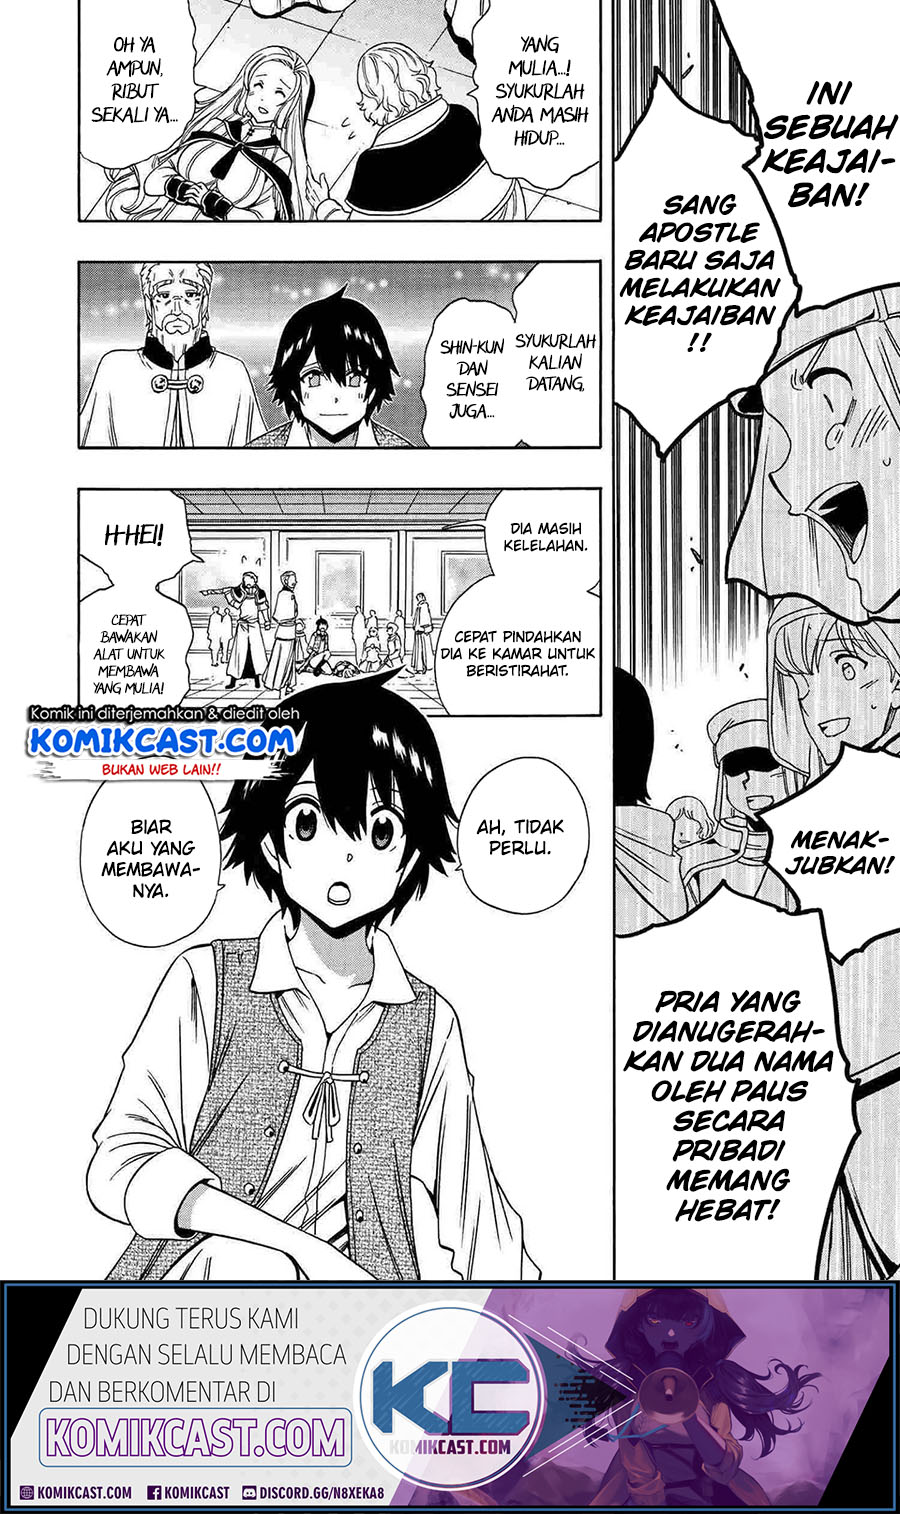 INI
SEBUAH
KEAJAI-
BAN!
SANG
APOSTLE
BARU SAJA
MELAKUKAN
KEAJAIBAN
!!
MENAK-
JUBKAN!
PRIA YANG
DIANUGERAH-
KAN DUA NAMA
OLEH PAUS
SECARA
PRIBADI
MEMANG
HEBAT!
YANG
MULIA...!
SYUKURLAH
ANDA MASIH
HIDUP...
OH YA
AMPUN,
RIBUT
SEKALI YA...
SYUKURLAH
KALIAN
DATANG,
SHIN-KUN
DAN
SENSEI
JUGA...
DIA MASIH
KELELAHAN.
CEPAT PINDAHKAN
DIA KE KAMAR UNTUK
BERISTIRAHAT.
H-HEI!
CEPAT
BAWAKAN
ALAT UNTUK
MEMBAWA
YANG MULIA!
Komik ini diterjemahkan & diedit oleh
KOMIKCAST.COM
BUKAN WEB LAIN!!
AH, TIDAK
PERLU.
BIAR
AKU YANG
MEMBAWA-
NYA.
DUKUNG TERUS KAMI
DENGAN SELALU MEMBACA
DAN BERKOMENTAR DI
KOMIKCAST.COM
KC
KOMIKCAST.COM
KOMIKCAST.COM KOMIKCAST DISCORD.GG/N8XEKA8